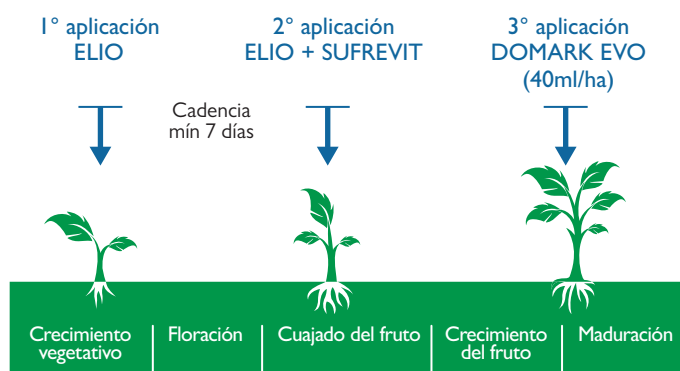 1° aplicación
ELIO
2° aplicación
ELIO + SUFREVIT
3° aplicación
DOMARK EVO
(40ml/ha)
Cadencia
mín 7 días
Crecimiento
vegetativo
Floración
Cuajado del fruto
Crecimiento
del fruto
Maduración